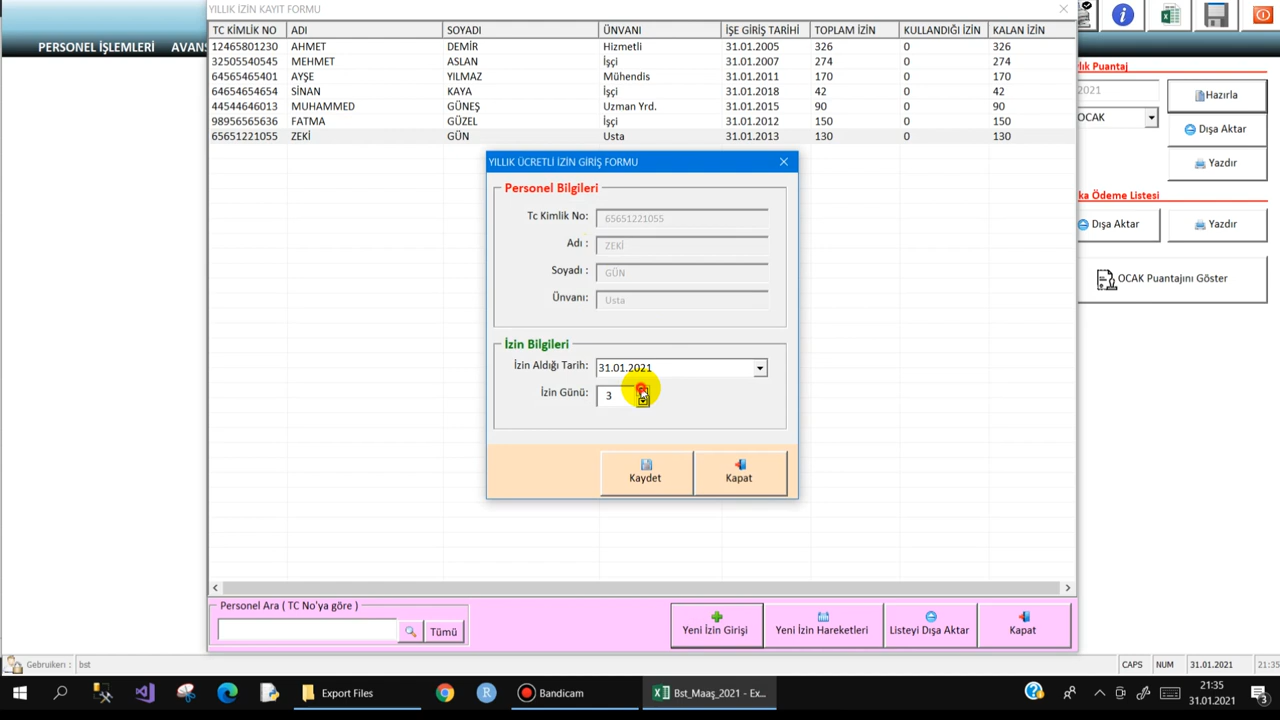 YILLIK İZİN KAYIT FORMU
PERSONEL İŞLEMLERİ AVANS
TC KİMLİK NO ADI SOYADI ÜNVANI İŞE GİRİŞ TARİHİ TOPLAM İZİN KULLANDIĞI İZİN KALAN İZİN
12465801230 AHMET DEMİR Hizmetli 31.01.2005 326 0 326
32505540545 MEHMET ASLAN İşçi 31.01.2007 274 0 274
64565465401 AYŞE YILMAZ Mühendis 31.01.2011 170 0 170
64654654654 SİNAN KAYA İşçi 31.01.2018 42 0 42
44544646013 MUHAMMED GÜNEŞ Uzman Yrd. 31.01.2015 90 0 90
98956565636 FATMA GÜZEL İşçi 31.01.2012 150 0 150
65651221055 ZEKİ GÜN Usta 31.01.2013 130 0 130
YILLIK ÜCRETLİ İZİN GİRİŞ FORMU
Personel Bilgileri
Tc Kimlik No: 65651221055
Adı : ZEKİ
Soyadı : GÜN
Ünvanı: Usta
İzin Bilgileri
İzin Aldığı Tarih: 31.01.2021
İzin Günü: 3
Kaydet Kapat
rlık Puantaj
2021 Hazırla
OCAK Dışa Aktar
Yazdır
ka Ödeme Listesi
Dışa Aktar Yazdır
OCAK Puantajını Göster
Personel Ara ( TC No'ya göre )
Tümü
Yeni İzin Girişi Yeni İzin Hareketleri Listeyi Dışa Aktar Kapat
Gebruikerı : bst CAPS NUM 31.01.2021 21:35
Export Files Bandicam Bst_Maaş_2021 - Ex... 21:35
31.01.2021
3